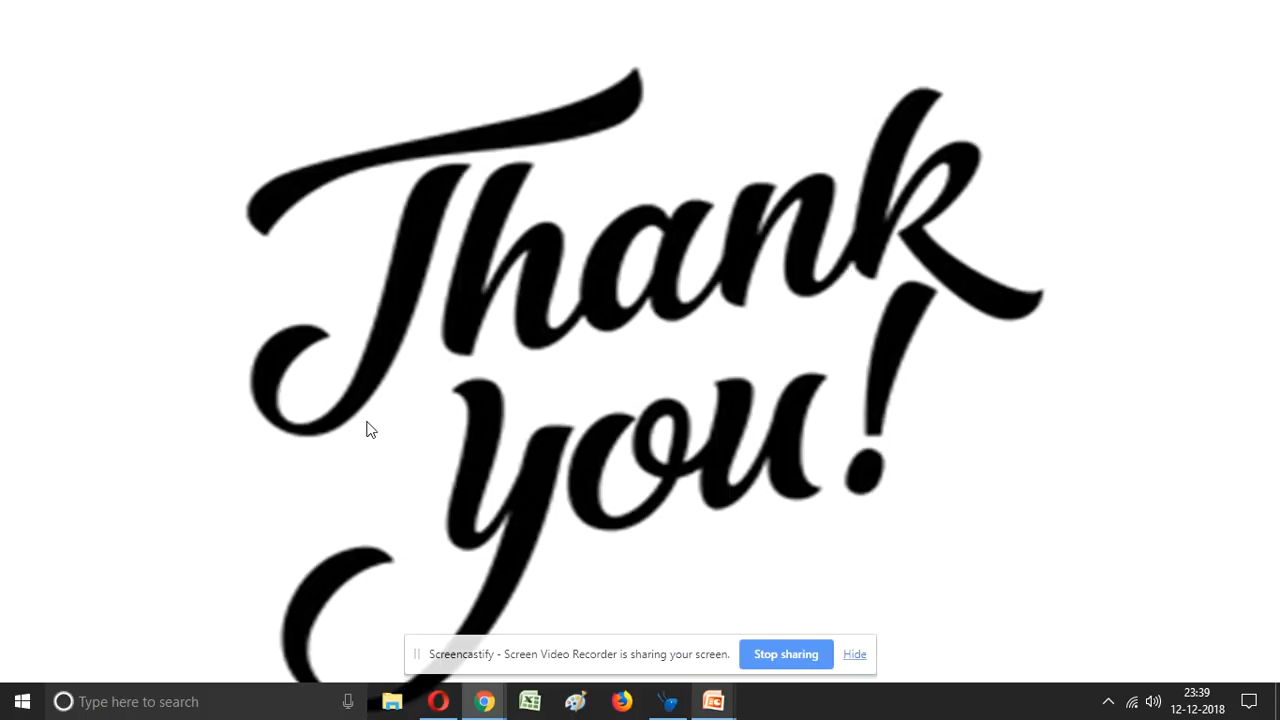 Thank
you!
Screencastify - Screen Video Recorder is sharing your screen. Stop sharing Hide
Type here to search
23:39
12-12-2018